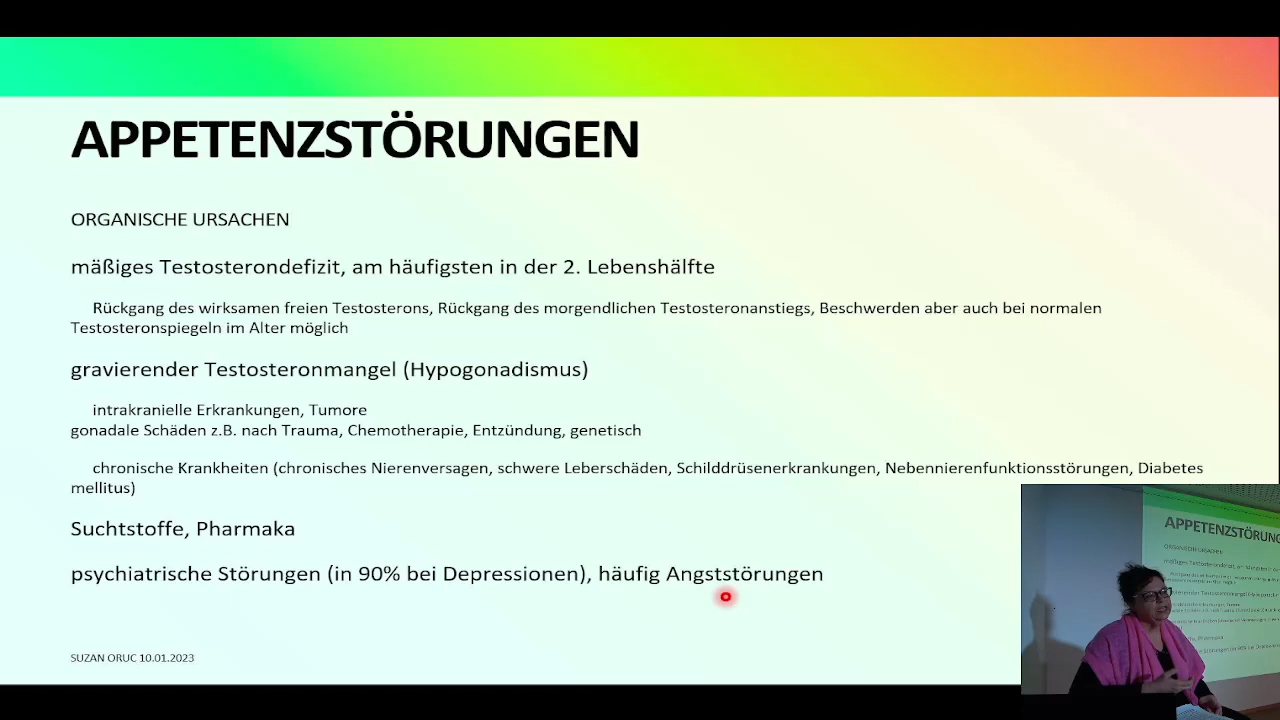 APPETENZSTÖRUNGEN
ORGANISCHE URSACHEN
mäßiges Testosterondefizit, am häufigsten in der 2. Lebenshälfte
Rückgang des wirksamen freien Testosterons, Rückgang des morgendlichen Testosteronanstiegs, Beschwerden aber auch bei normalen
Testosteronspiegeln im Alter möglich
gravierender Testosteronmangel (Hypogonadismus)
intrakranielle Erkrankungen, Tumore
gonadale Schäden z.B. nach Trauma, Chemotherapie, Entzündung, genetisch
chronische Krankheiten (chronisches Nierenversagen, schwere Leberschäden, Schilddrüsenerkrankungen, Nebennierenfunktionsstörungen, Diabetes
mellitus)
Suchtstoffe, Pharmaka
psychiatrische Störungen (in 90% bei Depressionen), häufig Angststörungen
SUZAN ORUC 10.01.2023
APPETENZSTÖRUNG
ORGANISCHE URSACHEN